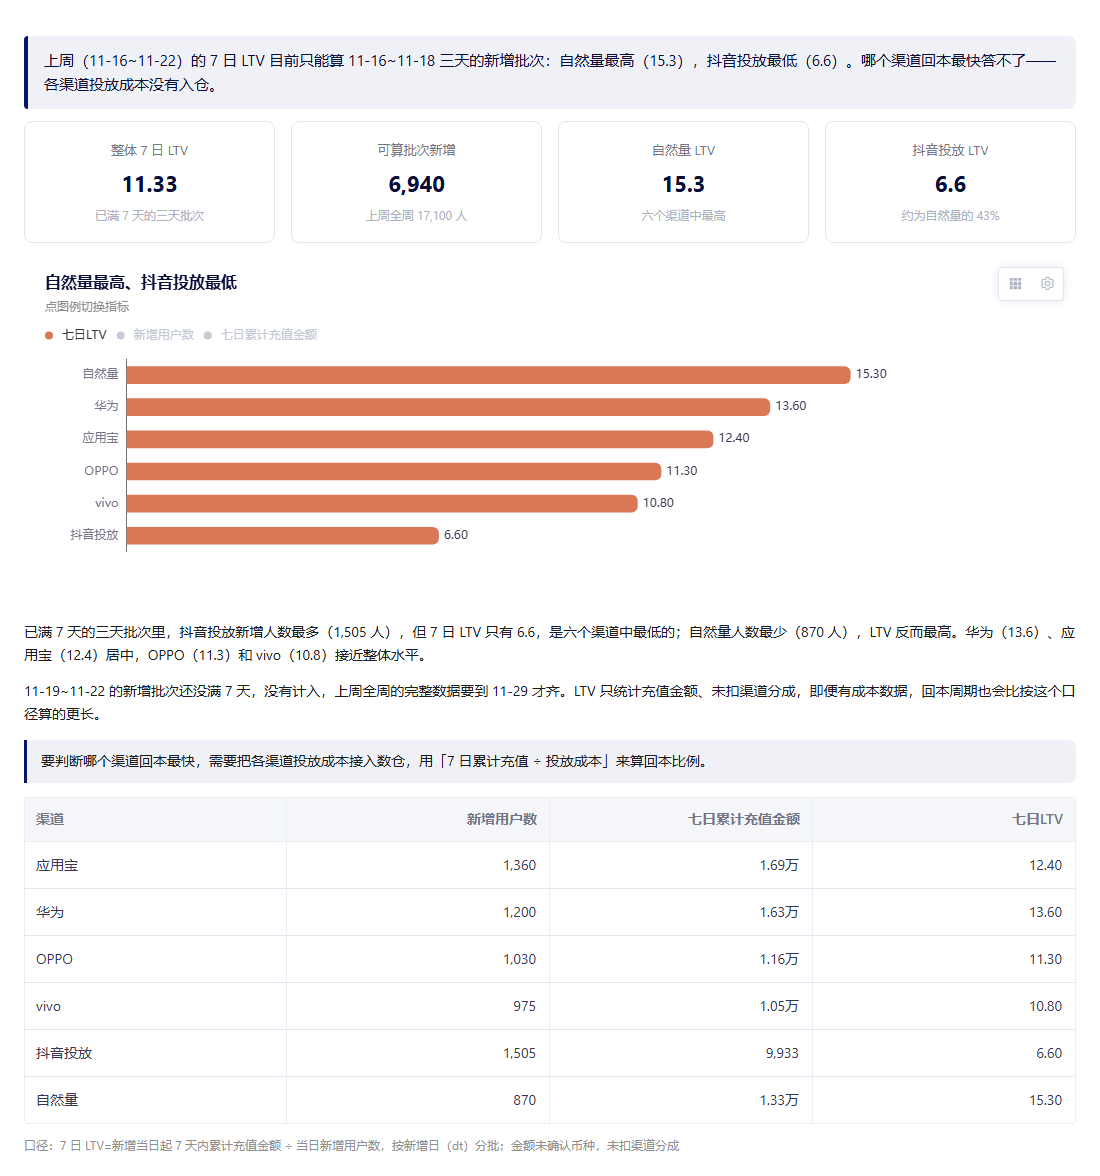 上周（11-16~11-22）的 7 日 LTV 目前只能算 11-16~11-18 三天的新增批次：自然量最高（15.3），抖音投放最低（6.6）。哪个渠道回本最快答不了——
各渠道投放成本没有入仓。
整体 7 日 LTV
11.33
已满 7 天的三天批次
可算批次新增
6,940
上周全周 17,100 人
自然量 LTV
15.3
六个渠道中最高
抖音投放 LTV
6.6
约为自然量的 43%
自然量最高、抖音投放最低
点图例切换指标
七日LTV 新增用户数 七日累计充值金额
自然量 15.30
华为 13.60
应用宝 12.40
OPPO 11.30
vivo 10.80
抖音投放 6.60
已满 7 天的三天批次里，抖音投放新增人数最多（1,505 人），但 7 日 LTV 只有 6.6，是六个渠道中最低的；自然量人数最少（870 人），LTV 反而最高。华为（13.6）、应
用宝（12.4）居中，OPPO（11.3）和 vivo（10.8）接近整体水平。
11-19~11-22 的新增批次还没满 7 天，没有计入，上周全周的完整数据要到 11-29 才齐。LTV 只统计充值金额、未扣渠道分成，即便有成本数据，回本周期也会比按这个口
径算的更长。
要判断哪个渠道回本最快，需要把各渠道投放成本接入数仓，用「7 日累计充值 ÷ 投放成本」来算回本比例。
渠道 新增用户数 七日累计充值金额 七日LTV
应用宝 1,360 1.69万 12.40
华为 1,200 1.63万 13.60
OPPO 1,030 1.16万 11.30
vivo 975 1.05万 10.80
抖音投放 1,505 9,933 6.60
自然量 870 1.33万 15.30
口径：7 日 LTV=新增当日起 7 天内累计充值金额 ÷ 当日新增用户数，按新增日（dt）分批；金额未确认币种，未扣渠道分成